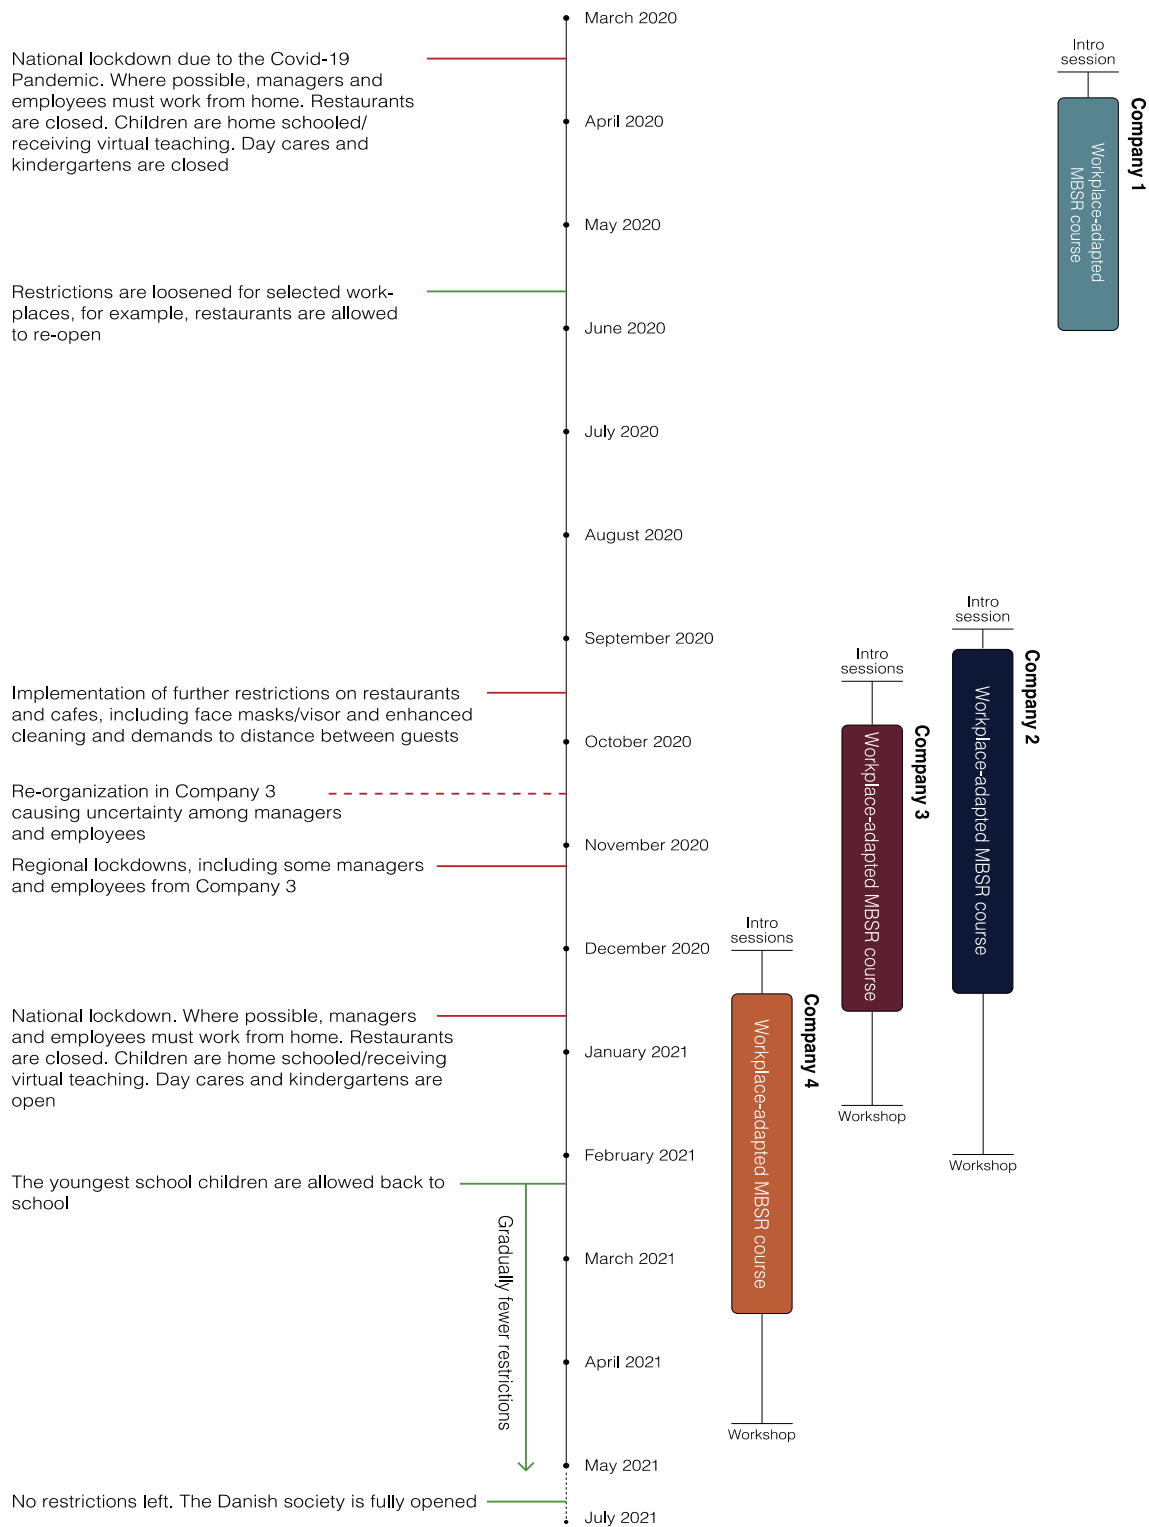 March 2020
National lockdown due to the Covid-19
Pandemic. Where possible, managers and
employees must work from home. Restaurants
are closed. Children are home schooled/
receiving virtual teaching. Day cares and
kindergartens are closed
April 2020
May 2020
Restrictions are loosened for selected work-
places, for example, restaurants are allowed
to re-open
June 2020
July 2020
August 2020
September 2020
Implementation of further restrictions on restaurants
and cafes, including face masks/visor and enhanced
cleaning and demands to distance between guests
October 2020
Re-organization in Company 3
causing uncertainty among managers
and employees
November 2020
Regional lockdowns, including some managers
and employees from Company 3
December 2020
National lockdown. Where possible, managers
and employees must work from home. Restaurants
are closed. Children are home schooled/receiving
virtual teaching. Day cares and kindergartens are
open
January 2021
February 2021
The youngest school children are allowed back to
school
Gradually fewer restrictions
March 2021
April 2021
May 2021
No restrictions left. The Danish society is fully opened
July 2021
Intro
session
Company 1
Workplace-adapted
MBSR course
Intro
session
Company 2
Workplace-adapted MBSR course
Workshop
Intro
sessions
Company 3
Workplace-adapted MBSR course
Workshop
Intro
sessions
Company 4
Workplace-adapted MBSR course
Workshop